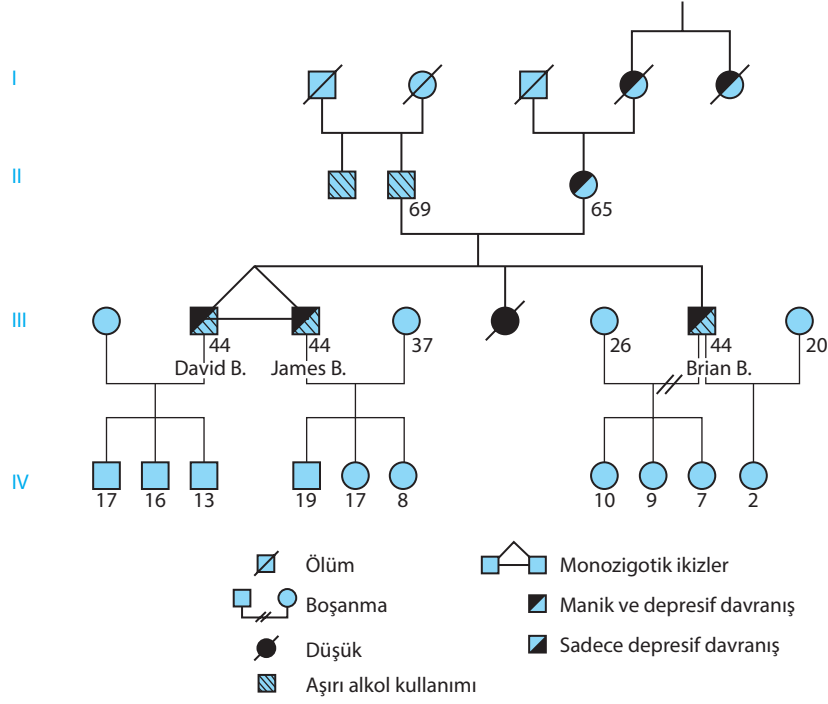 I
II
69
65
III
44
44
37
26
44
20
David B.
James B.
Brian B.
IV
17
16
13
19
17
8
10
9
7
2
Ölüm
Monozigotik ikizler
Boşanma
Manik ve depresif davranış
Düşük
Sadece depresif davranış
Aşırı alkol kullanımı